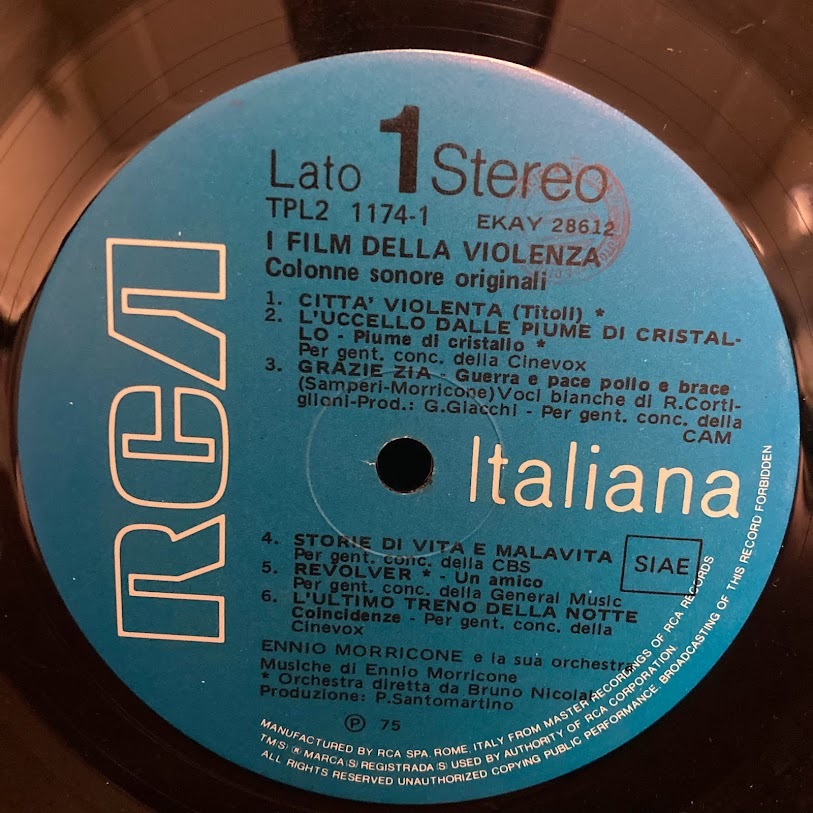 RCA
Lato 1 Stereo
TPL2 1174-1 EKAY 28612
I FILM DELLA VIOLENZA
Colonne sonore originali
1. CITTA' VIOLENTA (Titoli) *
2. L'UCCELLO DALLE PIUME DI CRISTAL-
LO - Piume di cristallo *
Per gent. conc. della Cinevox
3. GRAZIE ZIA - Guerra e pace pollo e brace
(Samperi-Morricone) Voci bianche di R. Corti-
glioni-Prod.: G. Giacchi - Per gent. conc. della
CAM
Italiana
4. STORIE DI VITA E MALAVITA
Per gent. conc. della CBS
5. REVOLVER * - Un amico
Per gent. conc. della General Music
6. L'ULTIMO TRENO DELLA NOTTE
Coincidenze - Per gent. conc. della
Cinevox
SIAE
ENNIO MORRICONE e la sua orchestra
Musiche di Ennio Morricone
* Orchestra diretta da Bruno Nicolai
Produzione: P. Santomartino
Ⓟ 75
MANUFACTURED BY RCA SPA, ROME, ITALY FROM MASTER RECORDINGS OF RCA RECORDS
TM(S) ® MARCA(S) REGISTRADA(S) USED BY AUTHORITY OF RCA CORPORATION.
ALL RIGHTS RESERVED UNAUTHORIZED COPYING PUBLIC PERFORMANCE. BROADCASTING OF THIS RECORD FORBIDDEN